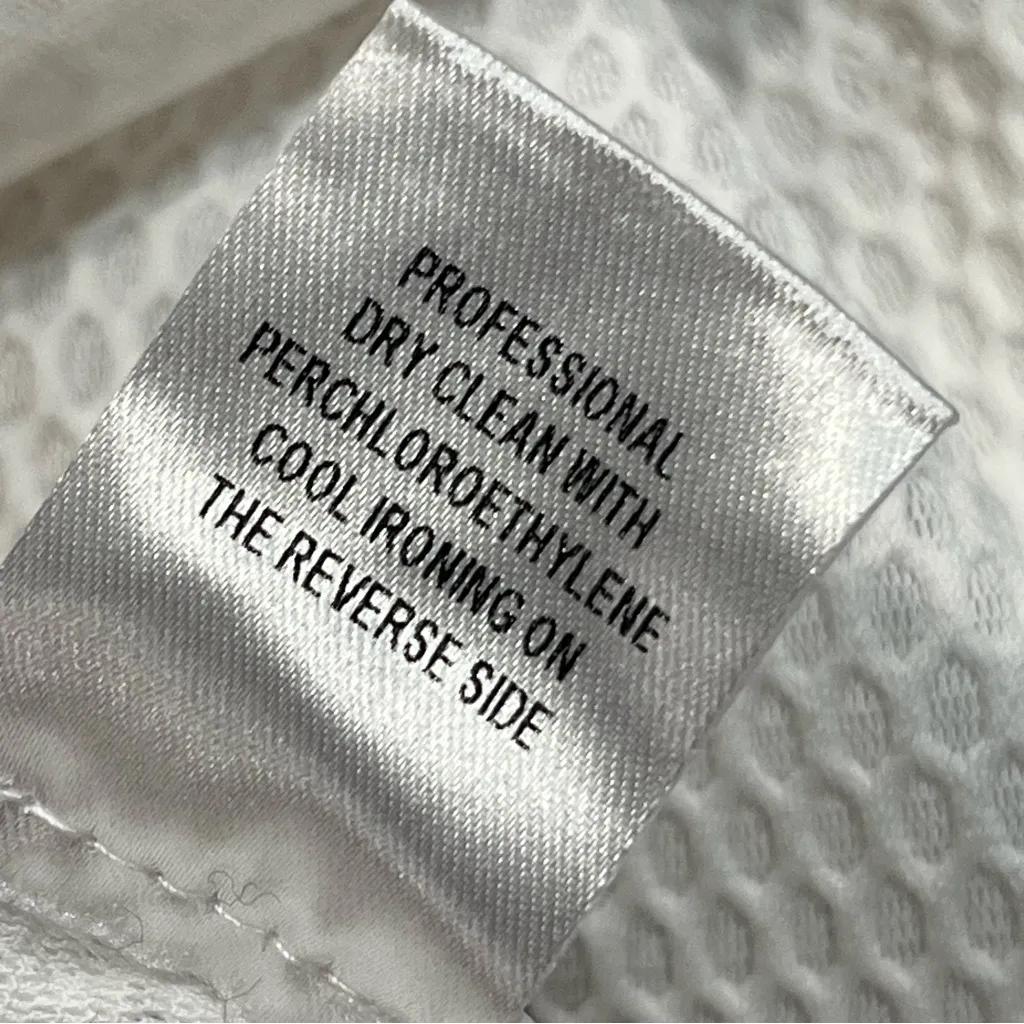 PROFESSIONAL
DRY CLEAN WITH
PERCHLOROETHYLENE
COOL IRONING ON
THE REVERSE SIDE